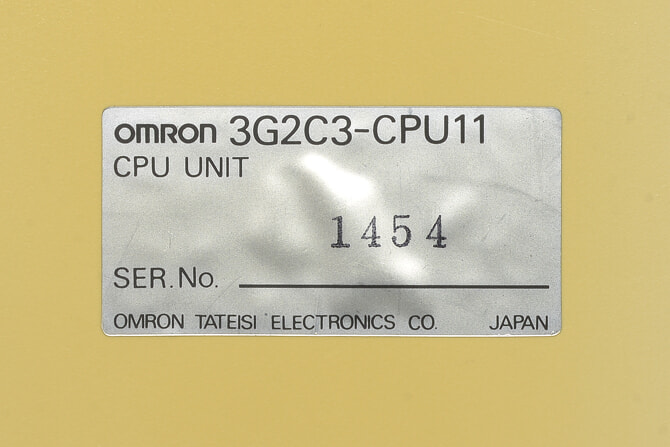 OMRON 3G2C3-CPU11
CPU UNIT
1454
SER.No.
OMRON TATEISI ELECTRONICS CO. JAPAN